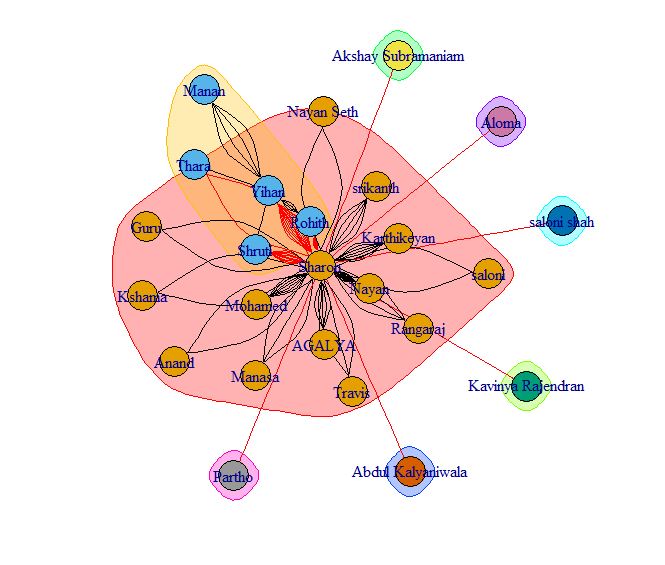 Akshay Subramaniam
Manan
Nayan Seth
Aloma
Thara
Yihan
srikanth
Rohith
saloni shah
Guru
Karthikeyan
Shruti
Sharon
saloni
Kshama
Mohamed
Nayan
Rangaraj
AGALYA
Anand
Manasa
Kavinya Rajendran
Travis
Abdul Kalyaniwala
Partho